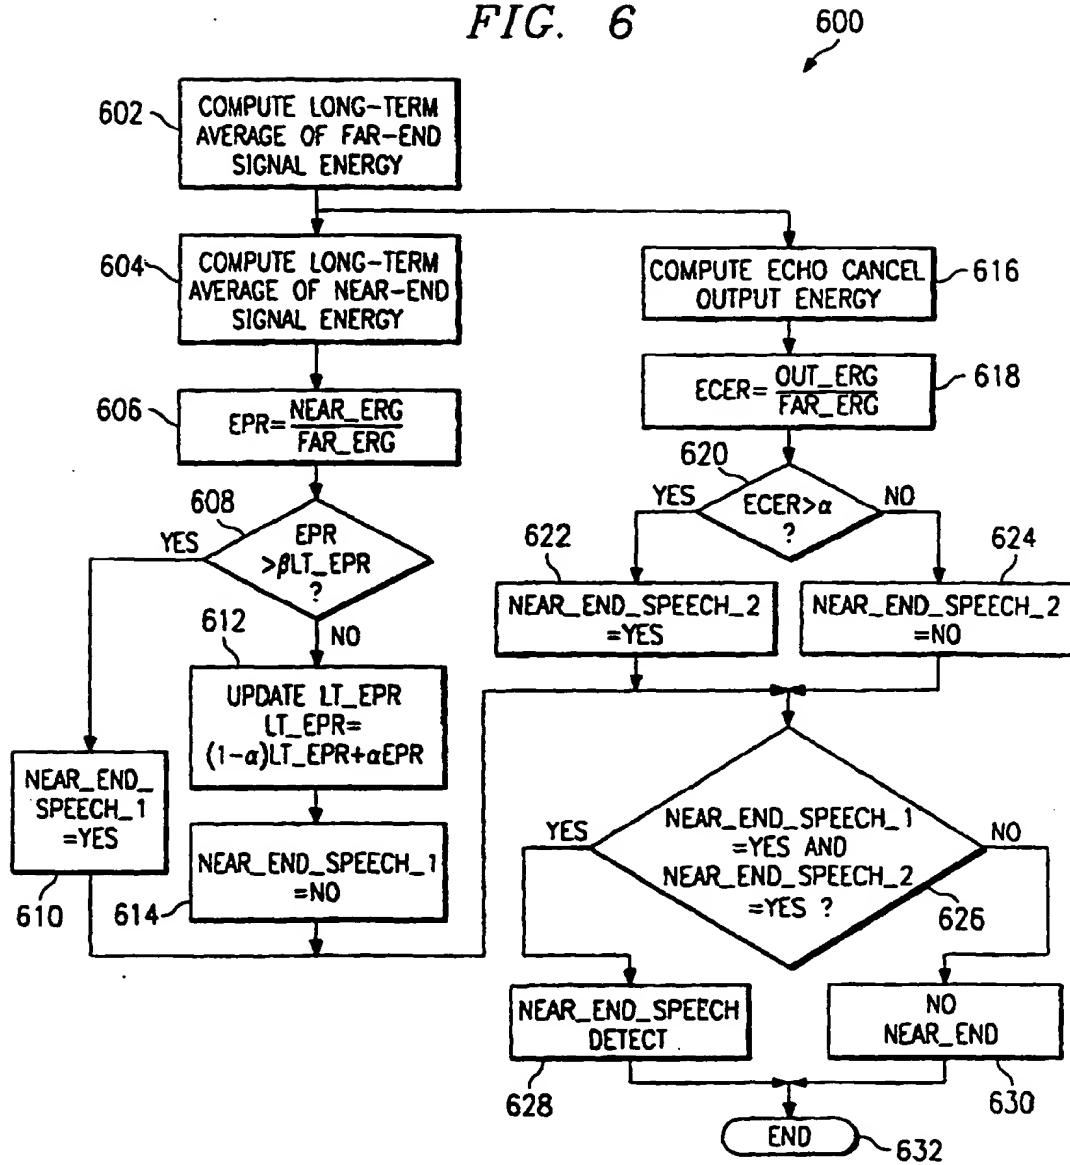 FIG. 6
600
602
COMPUTE LONG-TERM
AVERAGE OF FAR-END
SIGNAL ENERGY
604
COMPUTE LONG-TERM
AVERAGE OF NEAR-END
SIGNAL ENERGY
606
EPR=NEAR_ERG
FAR_ERG
608
YES
EPR
>βLT_EPR
?
NO
610
NEAR_END_
SPEECH_1
=YES
612
UPDATE LT_EPR
LT_EPR=
(1-α)LT_EPR+αEPR
614
NEAR_END_SPEECH_1
=NO
COMPUTE ECHO CANCEL
OUTPUT ENERGY
616
ECER=OUT_ERG
FAR_ERG
618
620
YES
ECER>α
?
NO
622
NEAR_END_SPEECH_2
=YES
624
NEAR_END_SPEECH_2
=NO
YES
NEAR_END_SPEECH_1
=YES AND
NEAR_END_SPEECH_2
=YES ?
NO
626
NEAR_END_SPEECH
DETECT
628
NO
NEAR_END
630
END
632